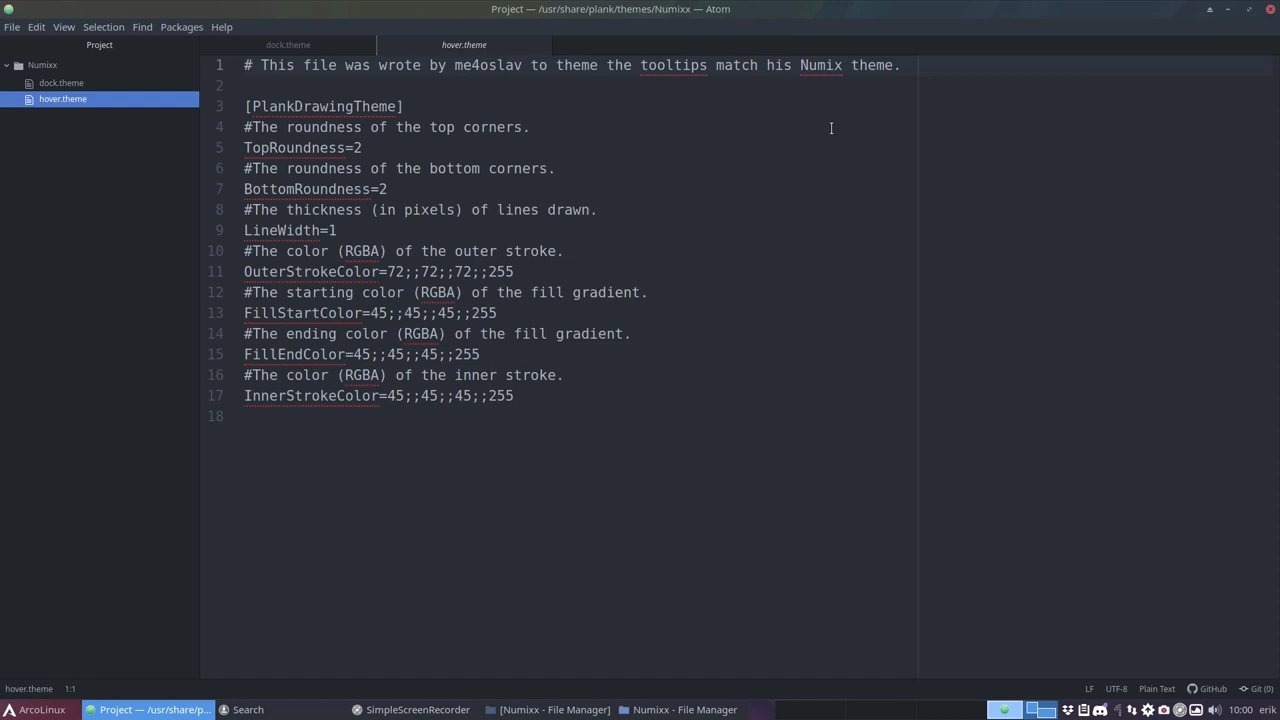 Project — /usr/share/plank/themes/Numixx — Atom
File Edit View Selection Find Packages Help
Project
dock.theme
hover.theme
Numixx
dock.theme
hover.theme
1 # This file was wrote by me4oslav to theme the tooltips match his Numix theme.
2
3 [PlankDrawingTheme]
4 #The roundness of the top corners.
5 TopRoundness=2
6 #The roundness of the bottom corners.
7 BottomRoundness=2
8 #The thickness (in pixels) of lines drawn.
9 LineWidth=1
10 #The color (RGBA) of the outer stroke.
11 OuterStrokeColor=72;;72;;72;;255
12 #The starting color (RGBA) of the fill gradient.
13 FillStartColor=45;;45;;45;;255
14 #The ending color (RGBA) of the fill gradient.
15 FillEndColor=45;;45;;45;;255
16 #The color (RGBA) of the inner stroke.
17 InnerStrokeColor=45;;45;;45;;255
18
hover.theme 1:1 LF UTF-8 Plain Text GitHub Git (0)
ArcoLinux Project — /usr/share/p... Search SimpleScreenRecorder [Numixx - File Manager] Numixx - File Manager 10:00 erik